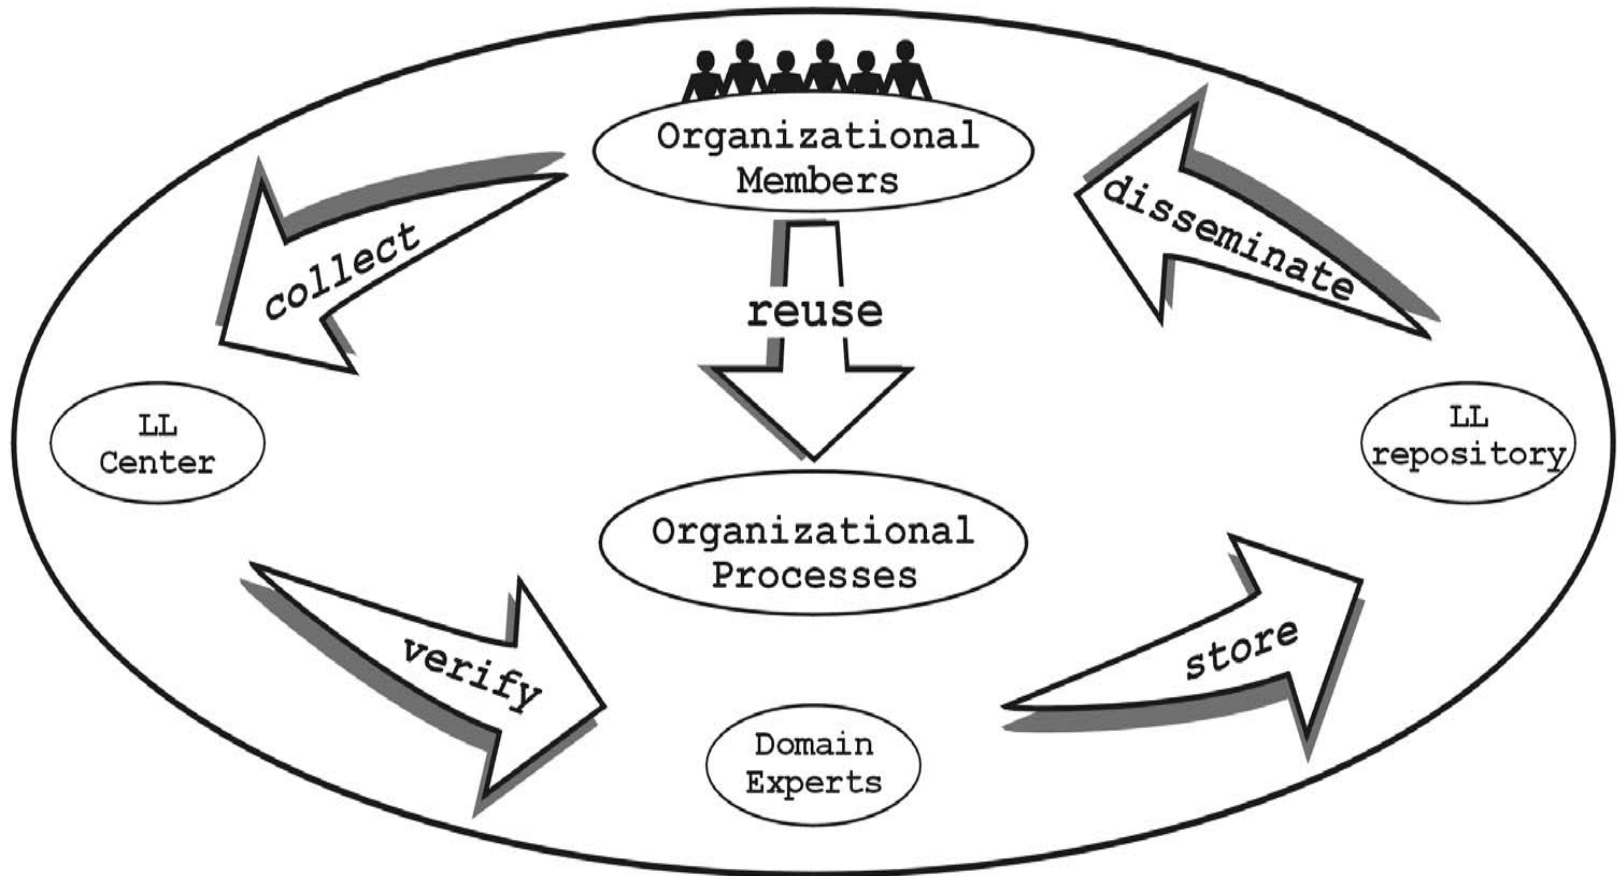 Organizational
Members
collect
disseminate
reuse
LL
Center
LL
repository
Organizational
Processes
verify
store
Domain
Experts